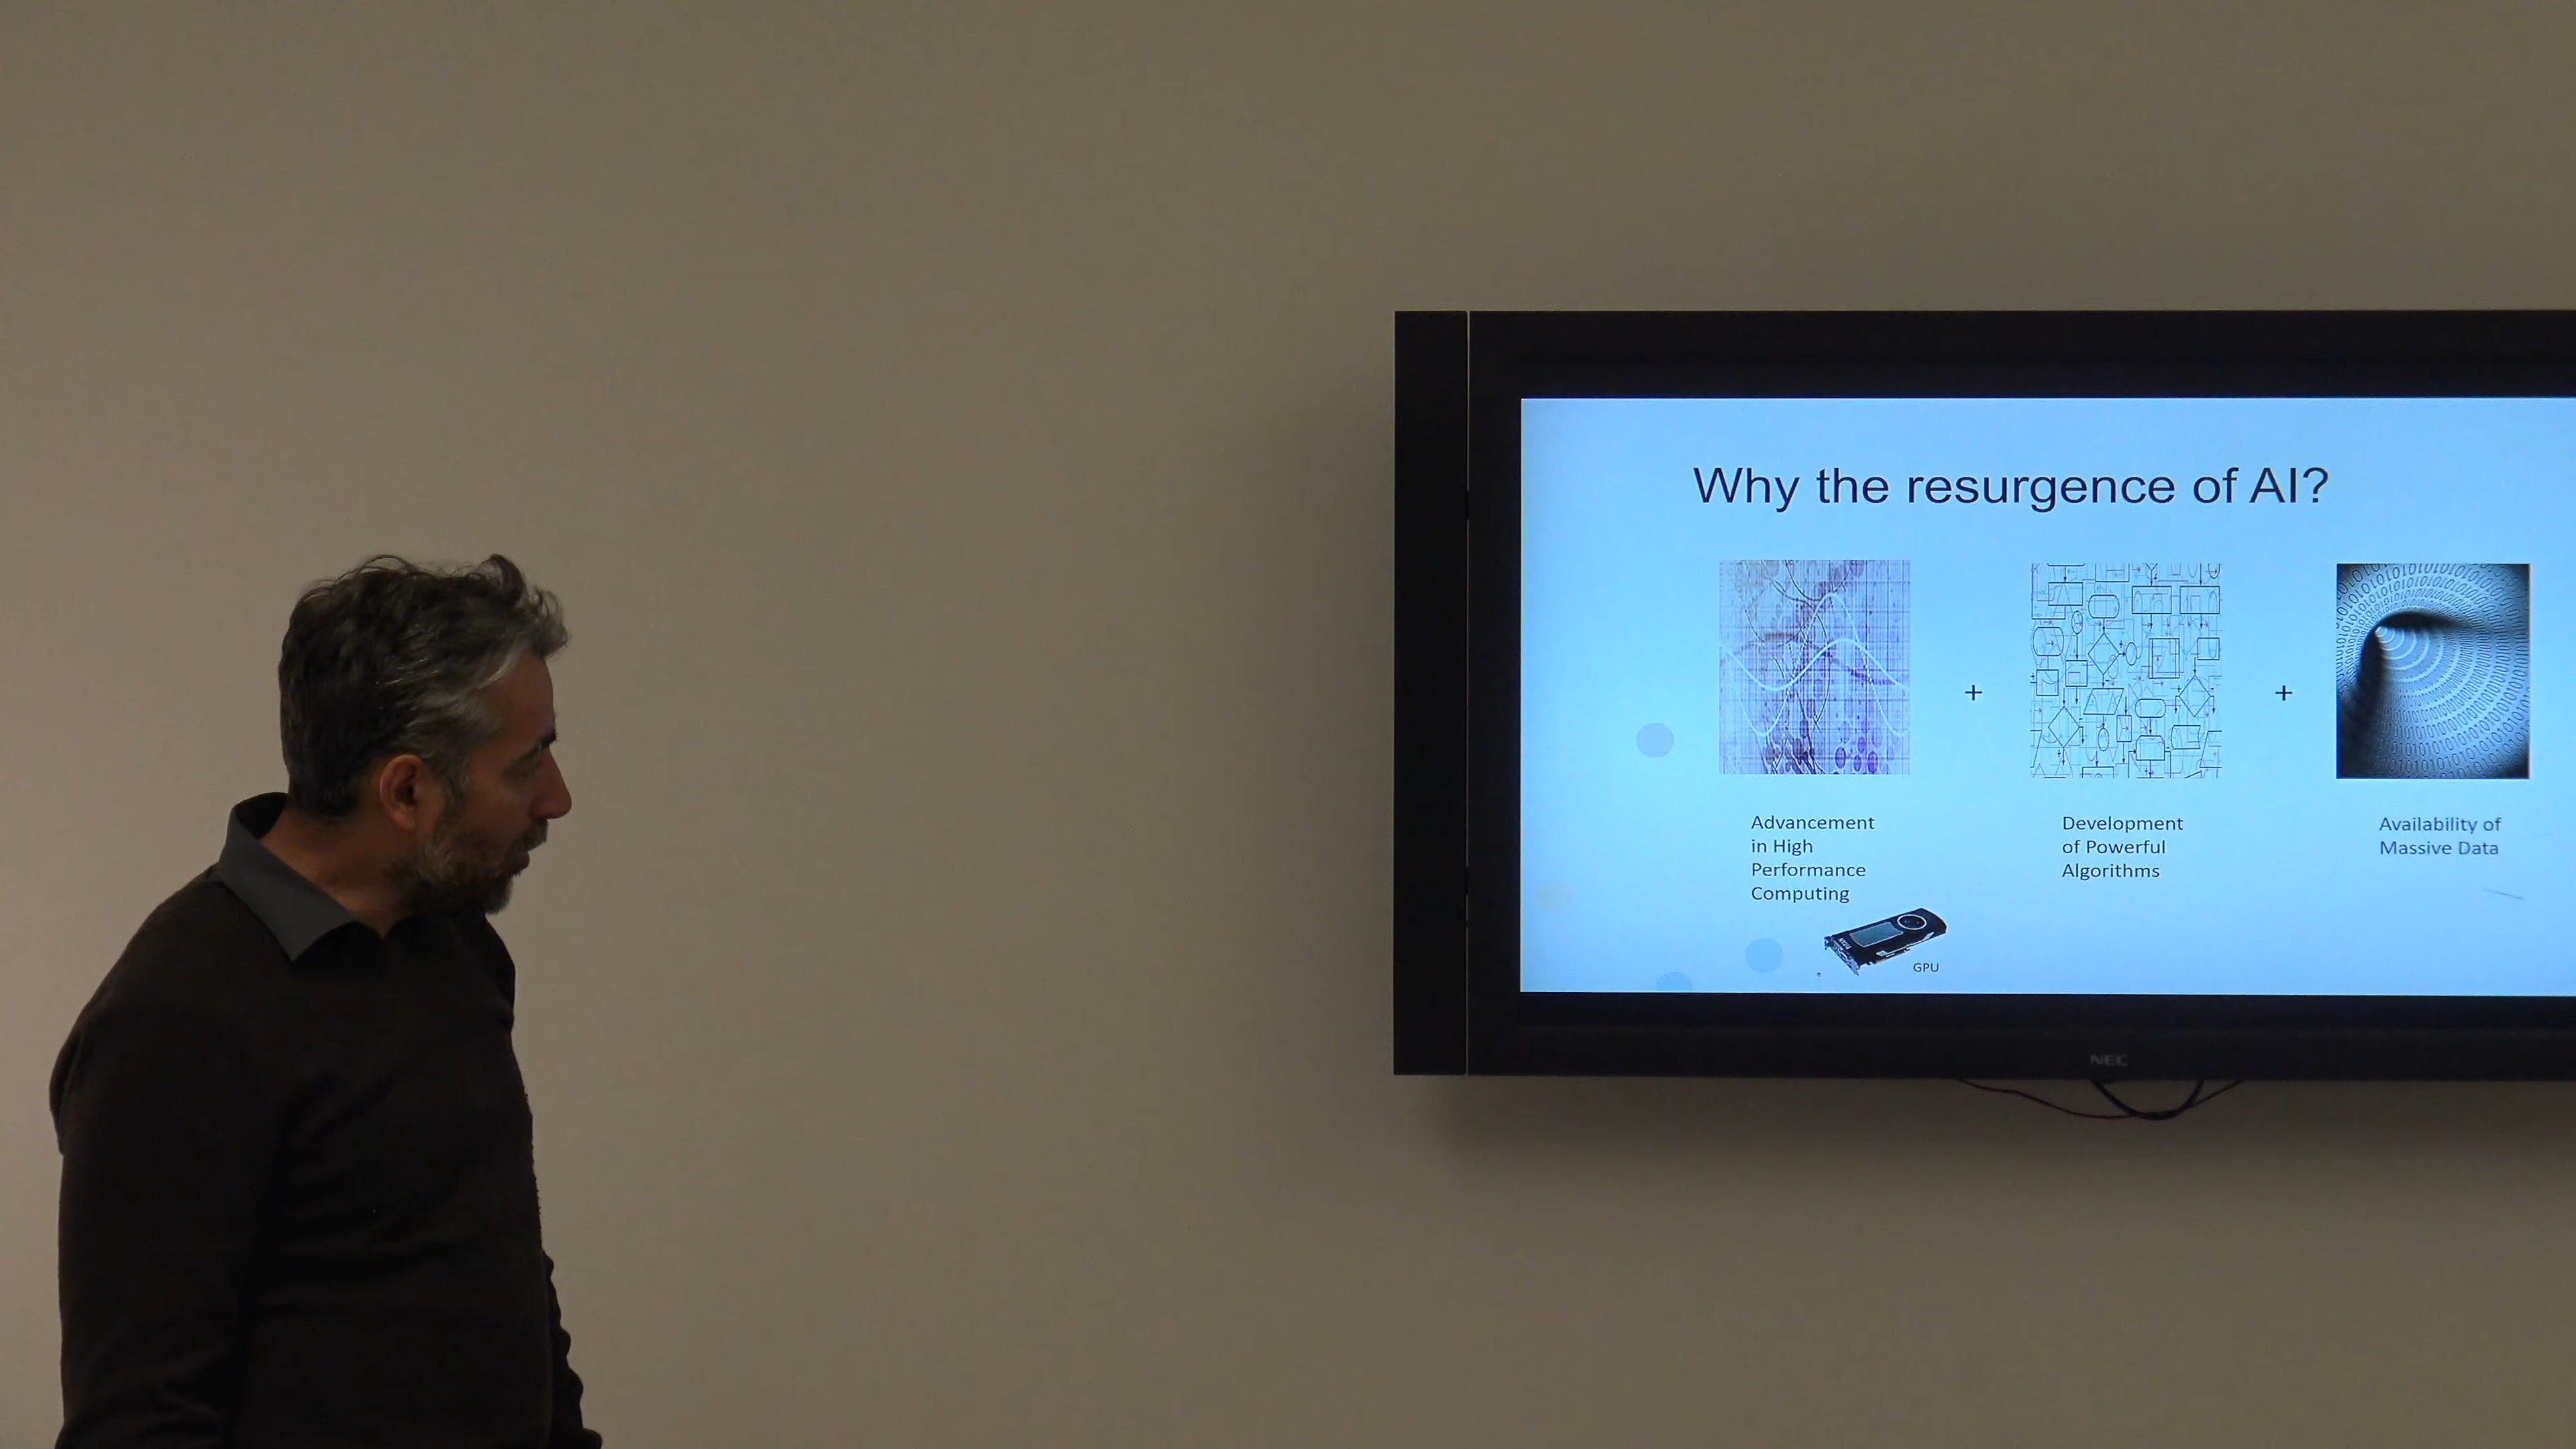 Why the resurgence of AI?
Advancement
in High
Performance
Computing
+
Development
of Powerful
Algorithms
+
Availability of
Massive Data
GPU
NEC